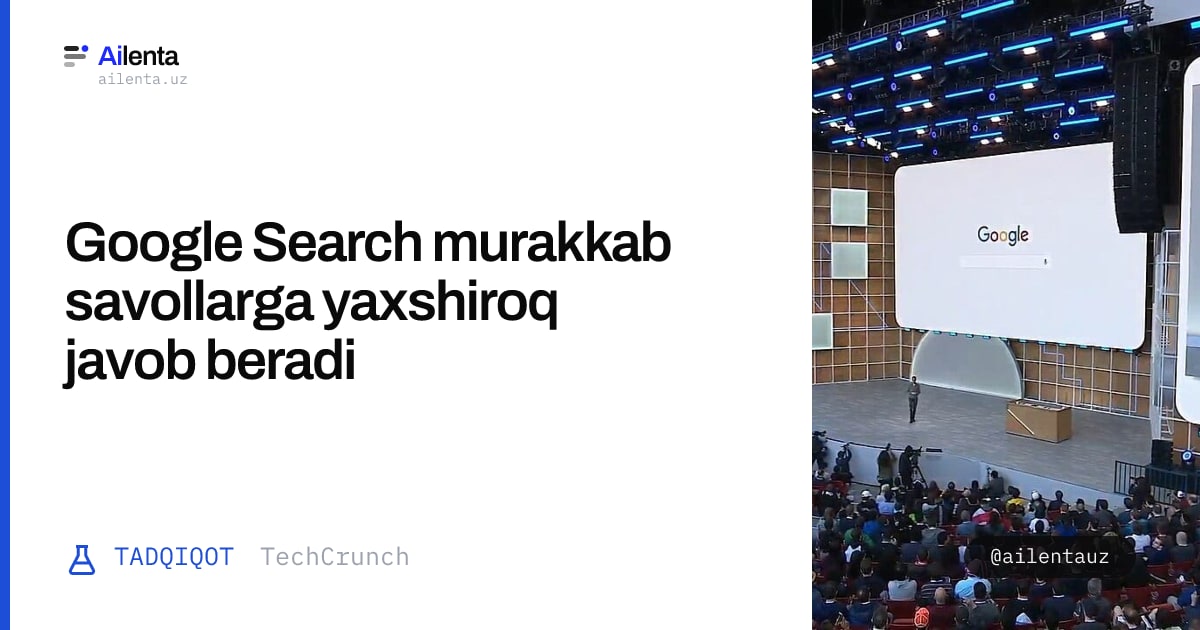 Ailenta
ailenta.uz
Google Search murakkab
savollarga yaxshiroq
javob beradi
TADQIQOT TechCrunch
Google
@ailentauz